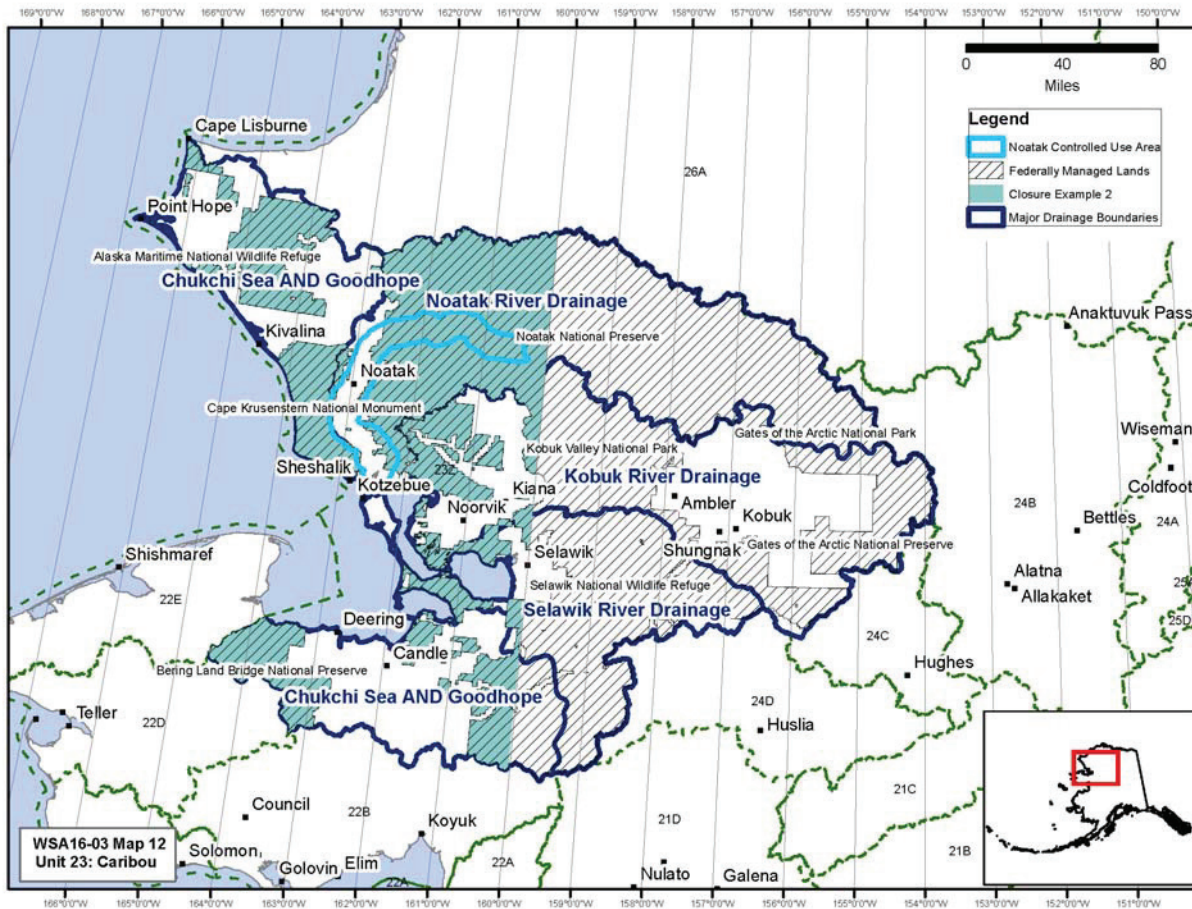 169°0'0"W 168°0'0"W 167°0'0"W 166°0'0"W 165°0'0"W 164°0'0"W 163°0'0"W 162°0'0"W 161°0'0"W 160°0'0"W 159°0'0"W 158°0'0"W 157°0'0"W 156°0'0"W 155°0'0"W 154°0'0"W 153°0'0"W 152°0'0"W 151°0'0"W 150°0'0"W
0 40 80
Miles
Legend
Noatak Controlled Use Area
Federally Managed Lands
Closure Example 2
Major Drainage Boundaries
Cape Lisburne
26A
Point Hope
Alaska Maritime National Wildlife Refuge
Chukchi Sea AND Goodhope
Noatak River Drainage
Anaktuvuk Pass
Kivalina
Noatak National Preserve
Noatak
Cape Krusenstern National Monument
Wiseman
Gates of the Arctic National Park
Kobuk Valley National Park
Sheshalik
23Z
Kobuk River Drainage
Kotzebue
Kiana
Coldfoot
Ambler
24B
Noorvik
Kobuk
24A
Bettles
Shungnak
Gates of the Arctic National Preserve
Selawik
Shishmaref
Selawik National Wildlife Refuge
Alatna
Allakaket
22E
Selawik River Drainage
25D
Deering
24C
Candle
Bering Land Bridge National Preserve
Hughes
Chukchi Sea AND Goodhope
24D
Teller
22D
Huslia
21C
Council
22B
Koyuk
21D
WSA16-03 Map 12
Unit 23: Caribou
21B
Solomon
Elim
22A
Golovin
22A
Nulato
Galena
166°0'0"W 165°0'0"W 164°0'0"W 163°0'0"W 162°0'0"W 161°0'0"W 160°0'0"W 159°0'0"W 158°0'0"W 157°0'0"W 156°0'0"W 155°0'0"W 154°0'0"W 153°0'0"W 152°0'0"W 151°0'0"W